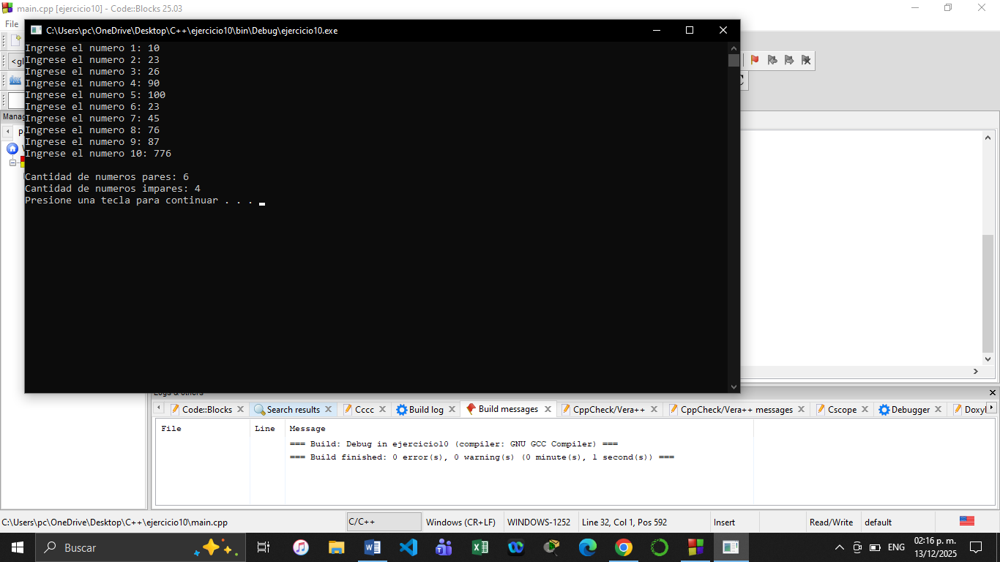 main.cpp [ejercicio10] - Code::Blocks 25.03
File
C:\Users\pc\OneDrive\Desktop\C++\ejercicio10\bin\Debug\ejercicio10.exe
Ingrese el numero 1: 10
Ingrese el numero 2: 23
Ingrese el numero 3: 26
Ingrese el numero 4: 90
Ingrese el numero 5: 100
Ingrese el numero 6: 23
Ingrese el numero 7: 45
Ingrese el numero 8: 76
Ingrese el numero 9: 87
Ingrese el numero 10: 776
Cantidad de numeros pares: 6
Cantidad de numeros impares: 4
Presione una tecla para continuar . . .
<gl
Manag
P
Logs & others
Code::Blocks Search results Cccc Build log Build messages CppCheck/Vera++ CppCheck/Vera++ messages Cscope Debugger Doxyl
File Line Message
=== Build: Debug in ejercicio10 (compiler: GNU GCC Compiler) ===
=== Build finished: 0 error(s), 0 warning(s) (0 minute(s), 1 second(s)) ===
C:\Users\pc\OneDrive\Desktop\C++\ejercicio10\main.cpp C/C++ Windows (CR+LF) WINDOWS-1252 Line 32, Col 1, Pos 592 Insert Read/Write default
Buscar
ENG
02:16 p. m.
13/12/2025